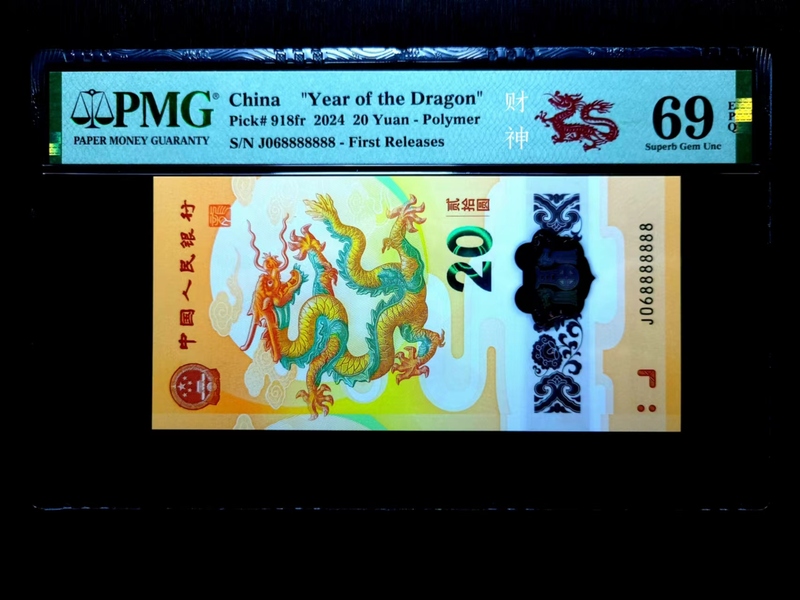 PMG®
PAPER MONEY GUARANTY
China "Year of the Dragon"
Pick# 918fr 2024 20 Yuan - Polymer
S/N J068888888 - First Releases
财神
69
Superb Gem Unc
EPQ
中国人民银行
贰拾圆
20
J068888888